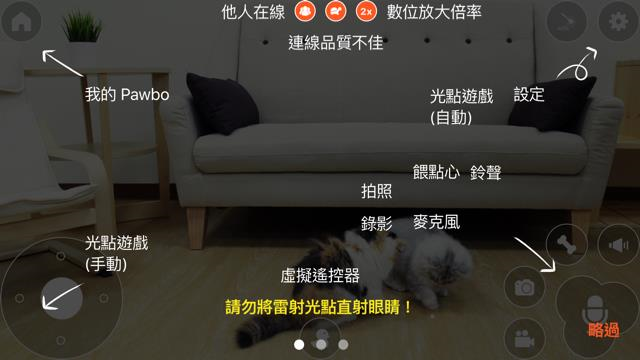 他人在線 2x 數位放大倍率
連線品質不佳
我的 Pawbo
光點遊戲
(自動)
設定
餵點心 鈴聲
拍照
錄影 麥克風
光點遊戲
(手動)
虛擬遙控器
請勿將雷射光點直射眼睛！
略過